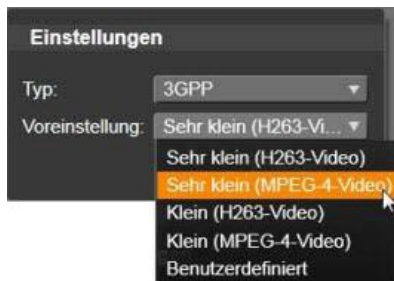 Einstellungen
Typ: 3GPP
Voreinstellung: Sehr klein (H263-Vi...
Sehr klein (H263-Video)
Sehr klein (MPEG-4-Video)
Klein (H263-Video)
Klein (MPEG-4-Video)
Benutzerdefiniert